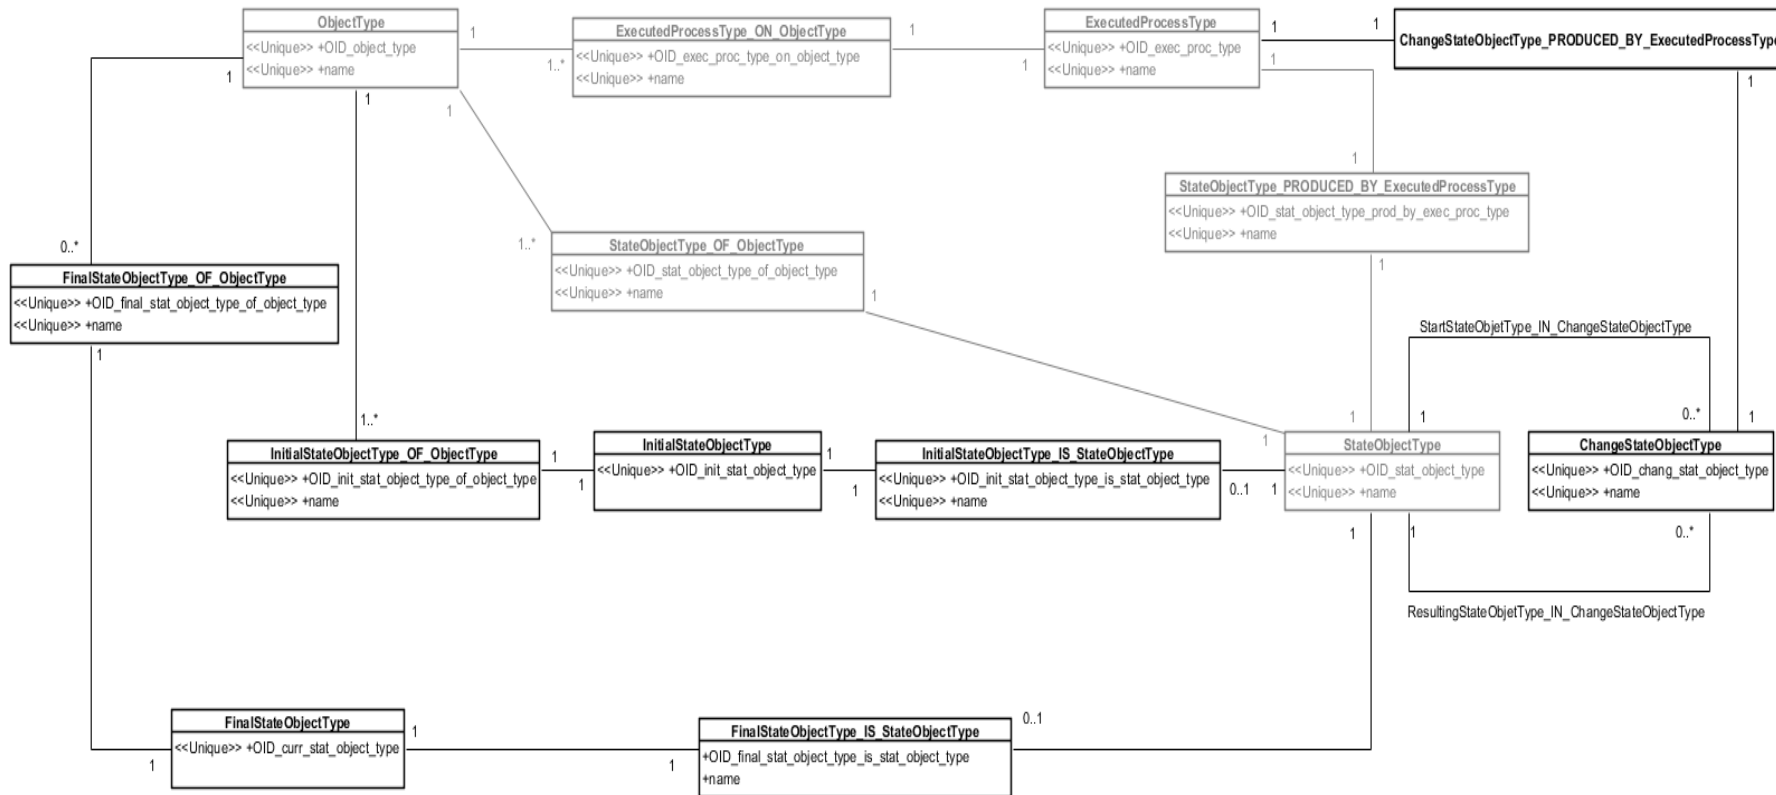 ObjectType
<<Unique>> +OID_object_type
<<Unique>> +name
1
1..*
ExecutedProcessType_ON_ObjectType
<<Unique>> +OID_exec_proc_type_on_object_type
<<Unique>> +name
1
1
ExecutedProcessType
<<Unique>> +OID_exec_proc_type
<<Unique>> +name
1
1
1
ChangeStateObjectType_PRODUCED_BY_ExecutedProcessType
1
1
1
1
1
StateObjectType_PRODUCED_BY_ExecutedProcessType
<<Unique>> +OID_stat_object_type_prod_by_exec_proc_type
<<Unique>> +name
1
1..*
StateObjectType_OF_ObjectType
<<Unique>> +OID_stat_object_type_of_object_type
<<Unique>> +name
1
0..*
FinalStateObjectType_OF_ObjectType
<<Unique>> +OID_final_stat_object_type_of_object_type
<<Unique>> +name
1
StartStateObjetType_IN_ChangeStateObjectType
1..*
1
1
1
0..*
1
InitialStateObjectType_OF_ObjectType
<<Unique>> +OID_init_stat_object_type_of_object_type
<<Unique>> +name
1
1
InitialStateObjectType
<<Unique>> +OID_init_stat_object_type
1
1
InitialStateObjectType_IS_StateObjectType
<<Unique>> +OID_init_stat_object_type_is_stat_object_type
<<Unique>> +name
0..1
1
StateObjectType
<<Unique>> +OID_stat_object_type
<<Unique>> +name
ChangeStateObjectType
<<Unique>> +OID_chang_stat_object_type
<<Unique>> +name
1
1
0..*
ResultingStateObjetType_IN_ChangeStateObjectType
FinalStateObjectType
<<Unique>> +OID_curr_stat_object_type
1
1
1
FinalStateObjectType_IS_StateObjectType
+OID_final_stat_object_type_is_stat_object_type
+name
0..1